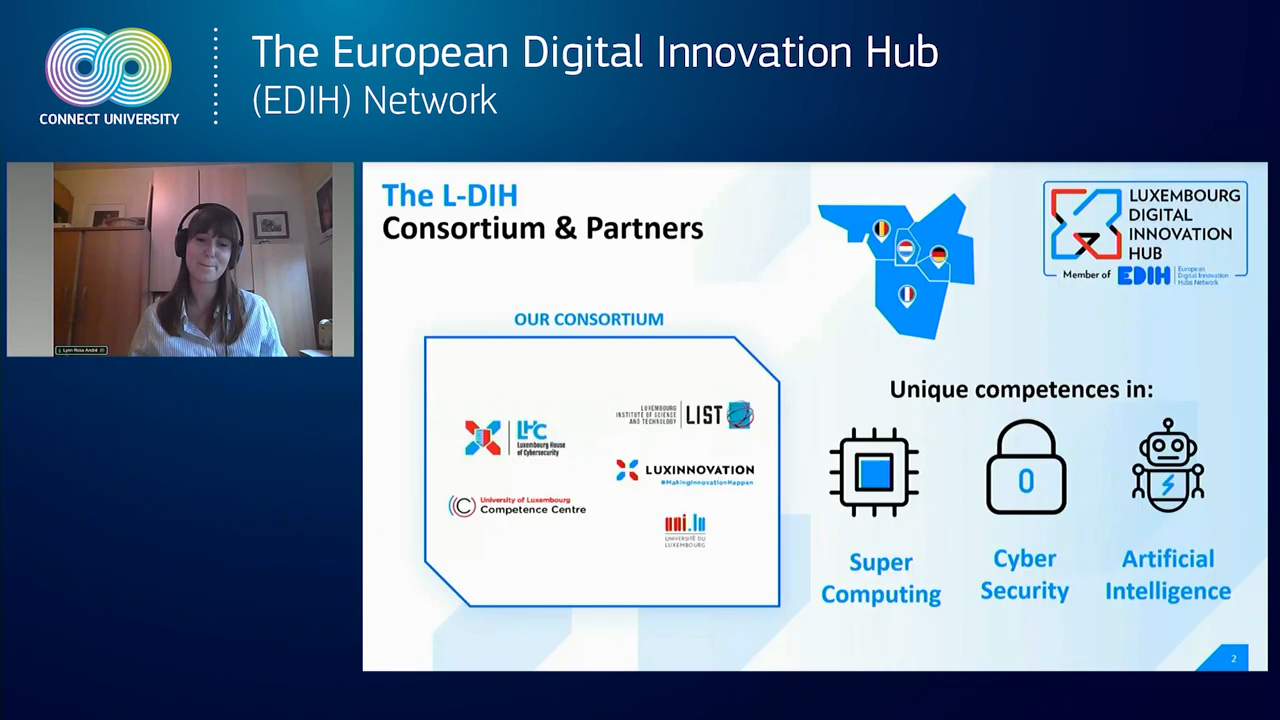 The European Digital Innovation Hub
(EDIH) Network
CONNECT UNIVERSITY
Lynn Rosa André
The L-DIH
Consortium & Partners
LUXEMBOURG
DIGITAL
INNOVATION
HUB
Member of EDIH
European
Digital Innovation
Hubs Network
OUR CONSORTIUM
LHC
Luxembourg House
of Cybersecurity
LUXEMBOURG
INSTITUTE OF SCIENCE
AND TECHNOLOGY
LIST
LUXINNOVATION
#MakingInnovationHappen
University of Luxembourg
Competence Centre
uni.lu
UNIVERSITÉ DU
LUXEMBOURG
Unique competences in:
Super
Computing
Cyber
Security
Artificial
Intelligence
2